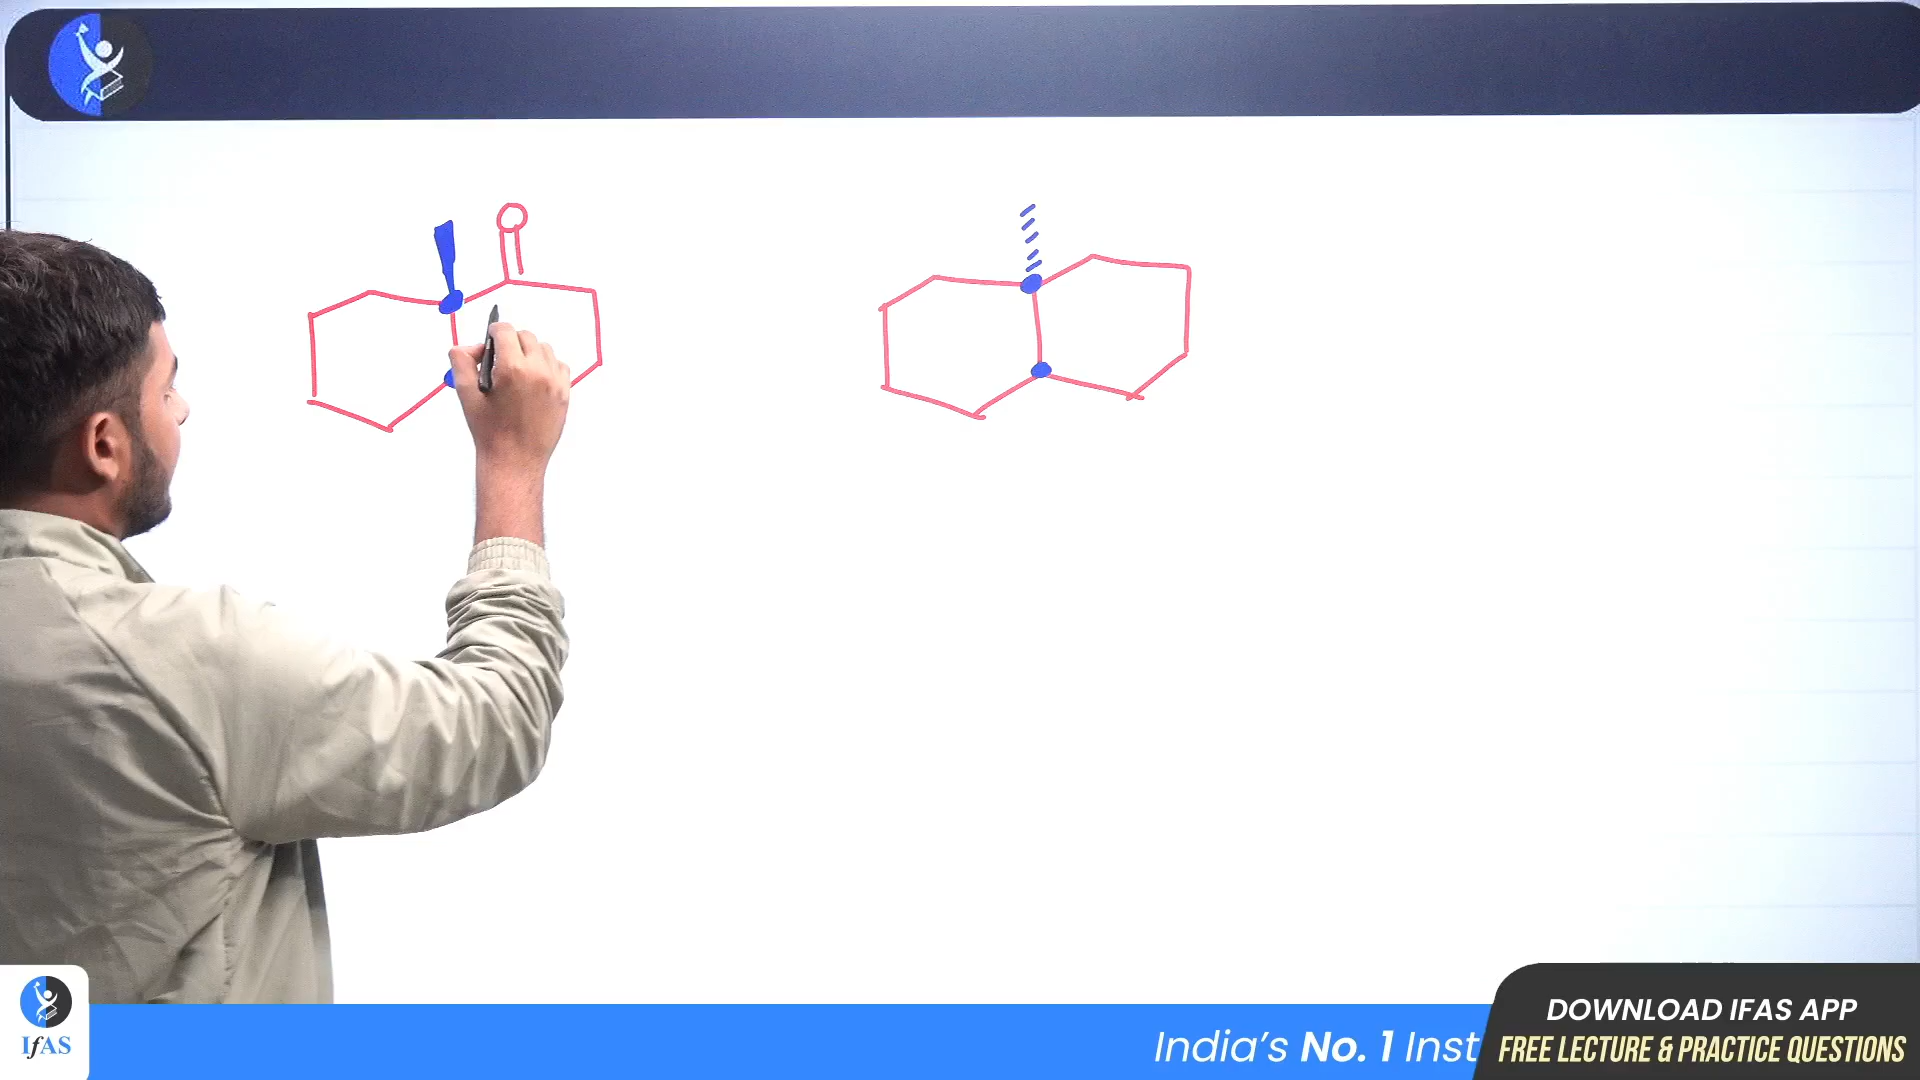 O
IfAS
India's No. 1 Inst
DOWNLOAD IFAS APP
FREE LECTURE & PRACTICE QUESTIONS